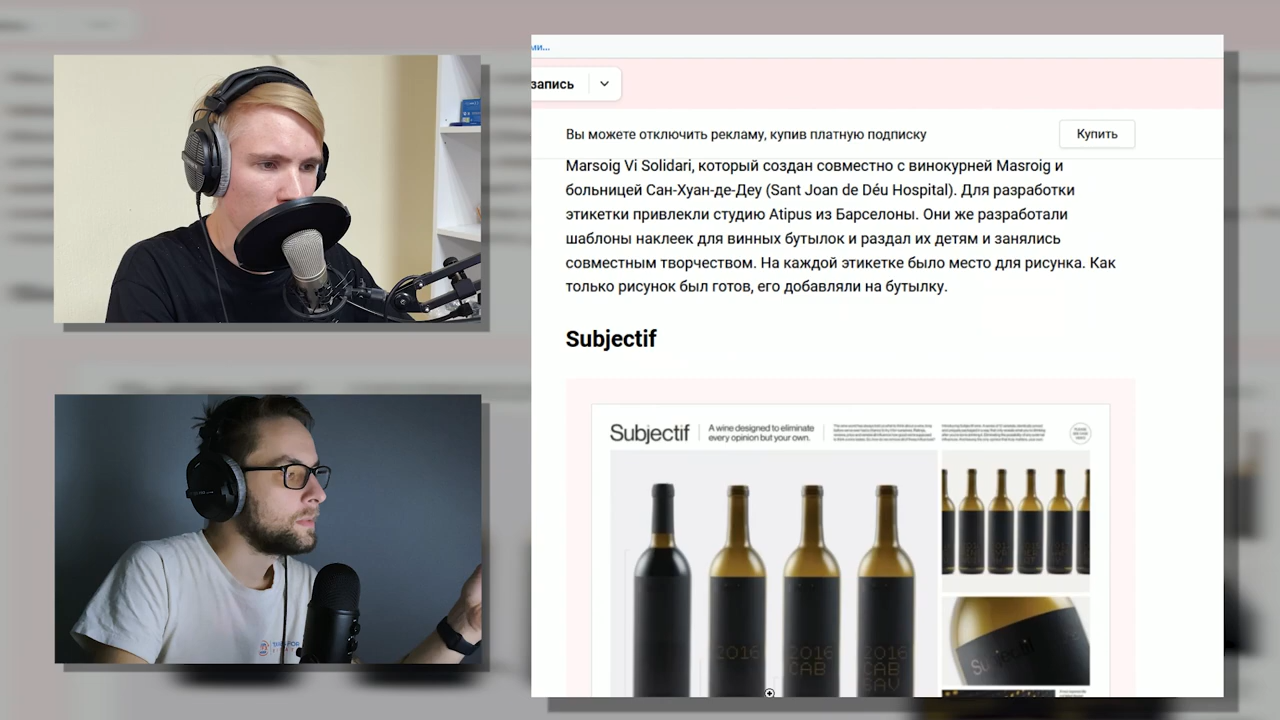 ми...
запись
Вы можете отключить рекламу, купив платную подписку
Купить
Marsoig Vi Solidari, который создан совместно с винокурней Masroig и
больницей Сан-Хуан-де-Деу (Sant Joan de Déu Hospital). Для разработки
этикетки привлекли студию Atipus из Барселоны. Они же разработали
шаблоны наклеек для винных бутылок и раздал их детям и занялись
совместным творчеством. На каждой этикетке было место для рисунка. Как
только рисунок был готов, его добавляли на бутылку.
Subjectif
Subjectif
A wine designed to eliminate
every opinion but your own.
2016
2016
CAB
2016
CAB
SAV